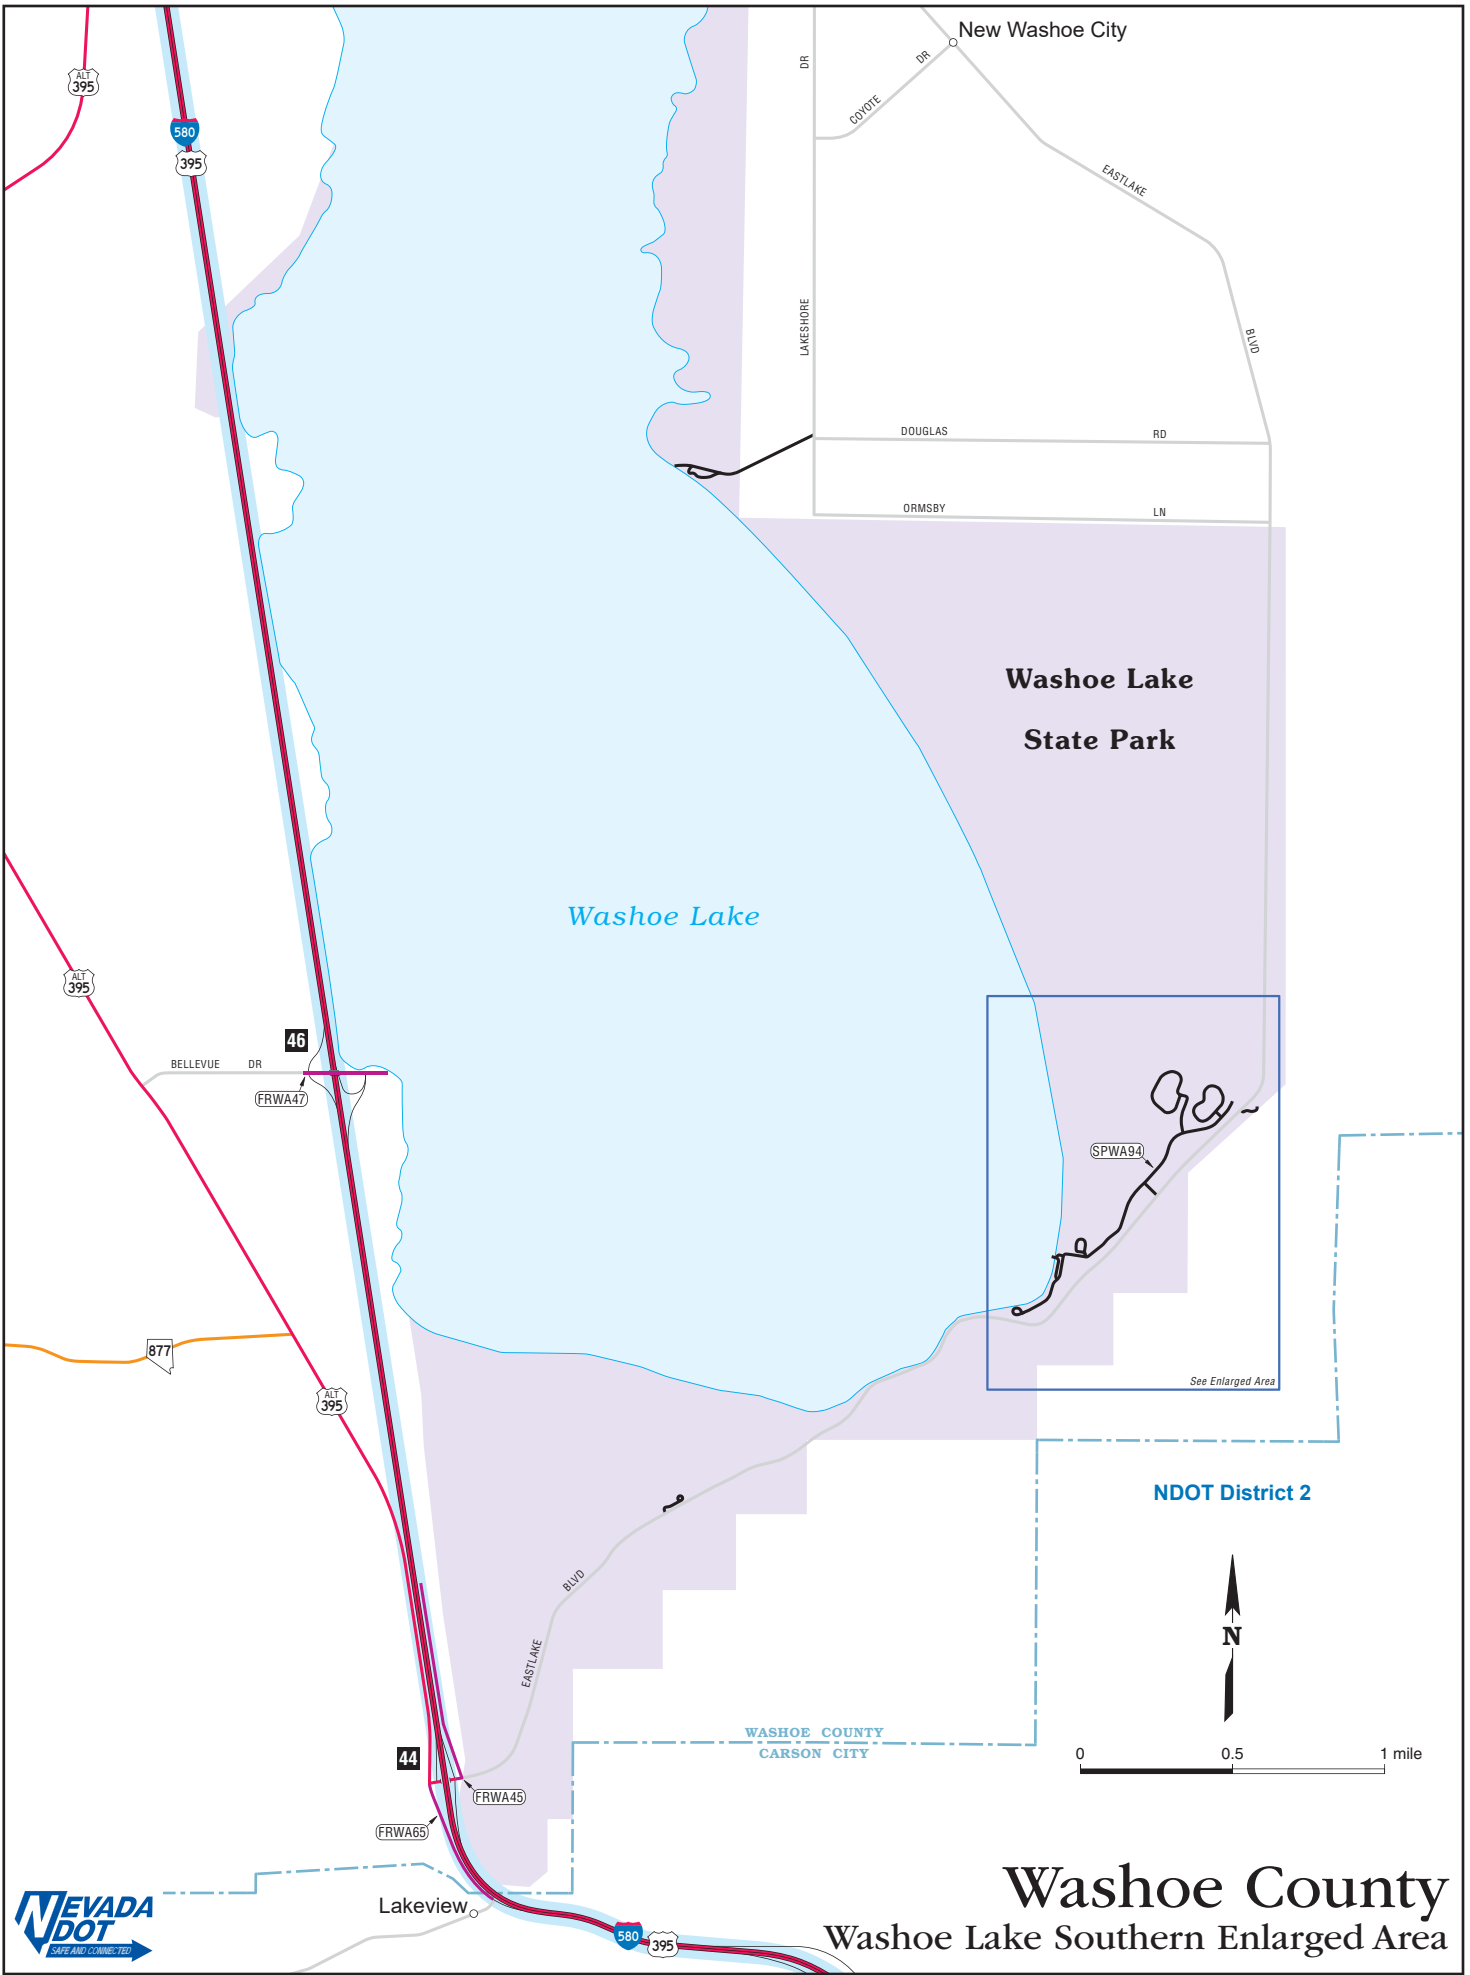 New Washoe City
DR
DR
COYOTE
ALT
395
580
395
EASTLAKE
LAKESHORE
BLVD
DOUGLAS RD
ORMSBY LN
Washoe Lake
State Park
Washoe Lake
ALT
395
46
BELLEVUE DR
FRWA47
SPWA94
877
See Enlarged Area
ALT
395
NDOT District 2
BLVD
EASTLAKE
N
WASHOE COUNTY
CARSON CITY
44
0 0.5 1 mile
FRWA45
FRWA65
Washoe County
Washoe Lake Southern Enlarged Area
Lakeview
NEVADA
DOT
SAFE AND CONNECTED
580
395